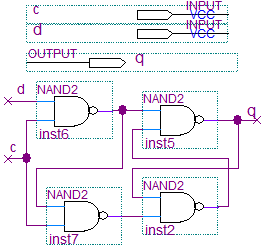 c INPUT
VCC
d INPUT
VCC
OUTPUT q
d NAND2 NAND2 q
inst6 inst5
c
NAND2 NAND2
inst7 inst2